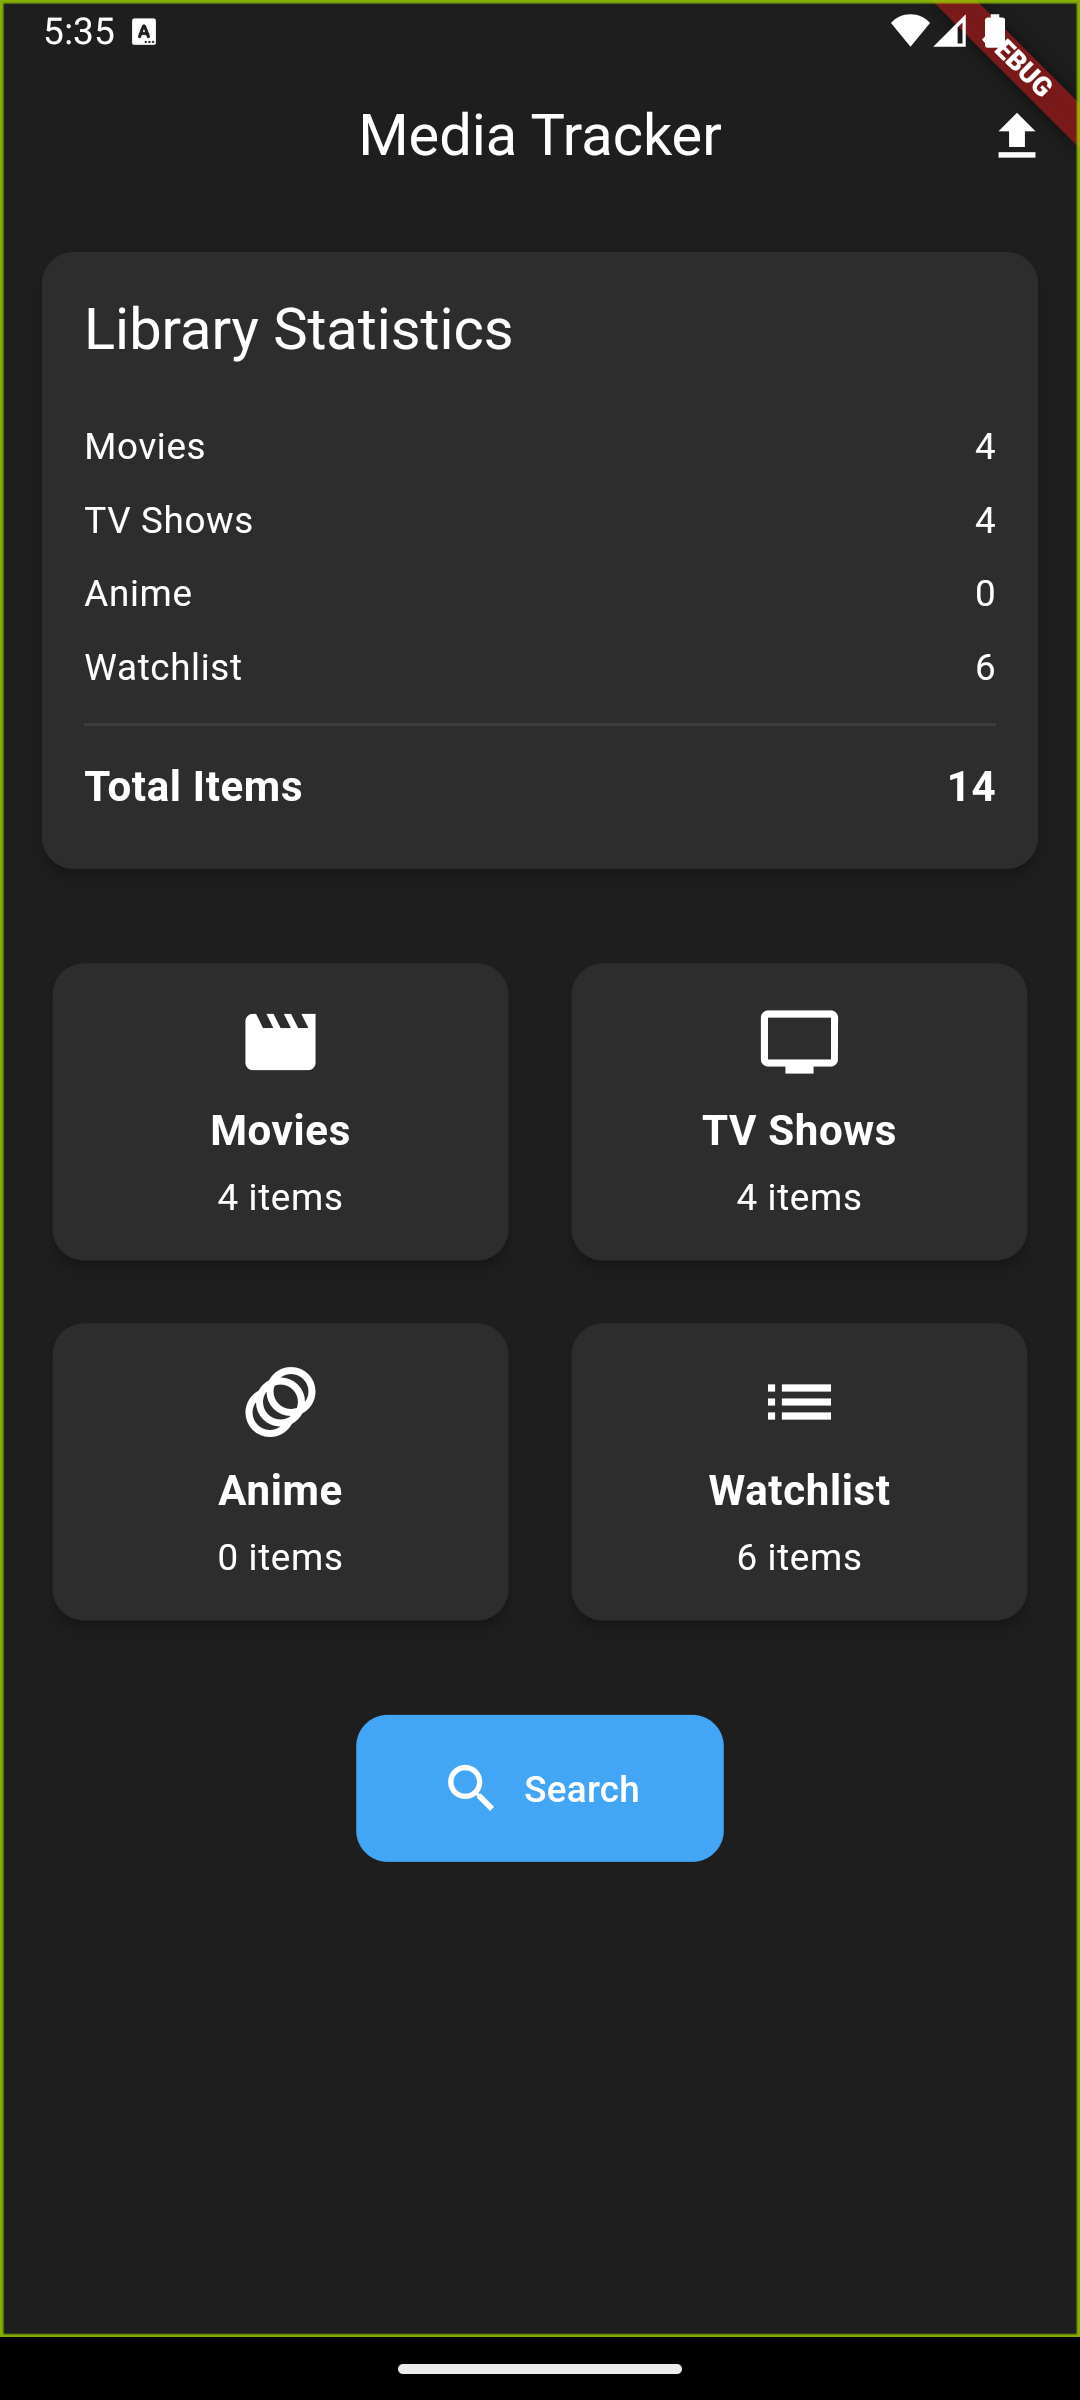 5:35
EBUG
Media Tracker
Library Statistics
Movies 4
TV Shows 4
Anime 0
Watchlist 6
Total Items 14
Movies
4 items
TV Shows
4 items
Anime
0 items
Watchlist
6 items
Search